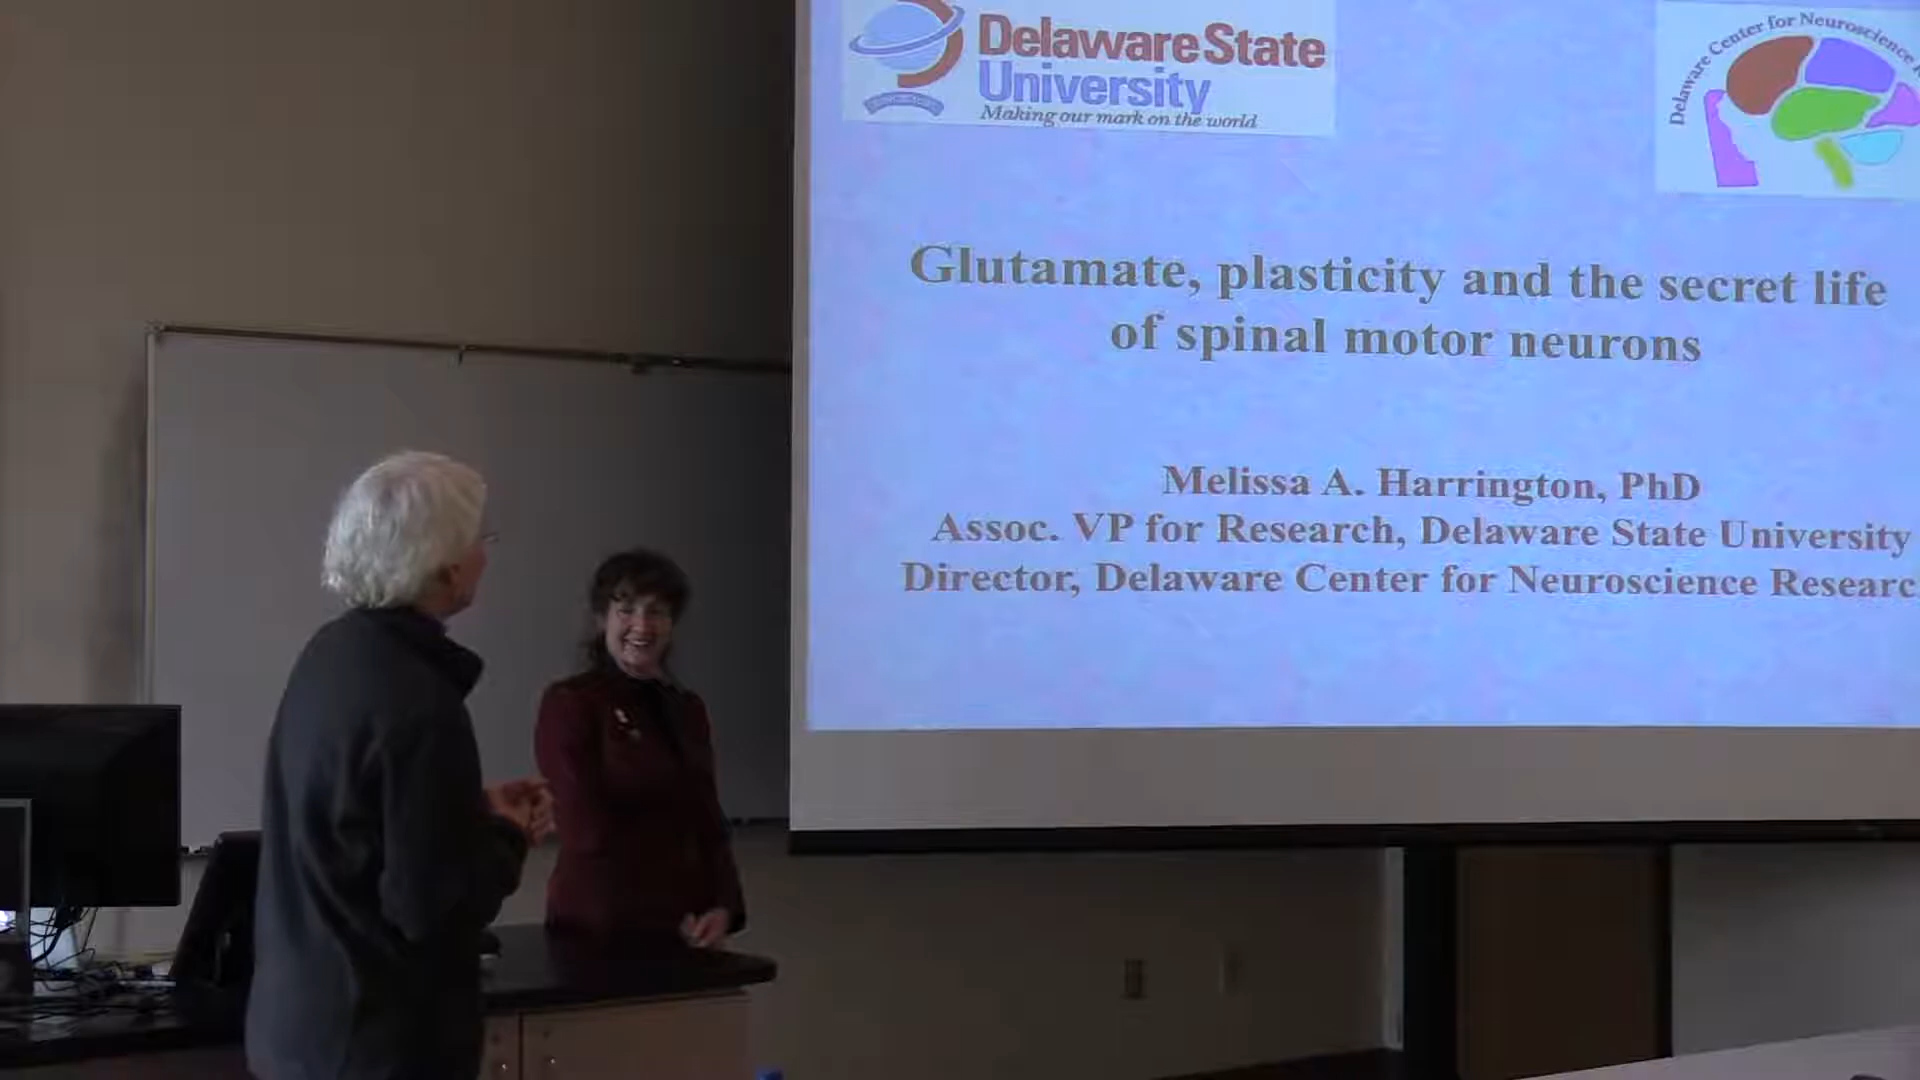 Delaware State
University
Making our mark on the world
Delaware Center for Neuroscience
Glutamate, plasticity and the secret life
of spinal motor neurons
Melissa A. Harrington, PhD
Assoc. VP for Research, Delaware State University
Director, Delaware Center for Neuroscience Researc